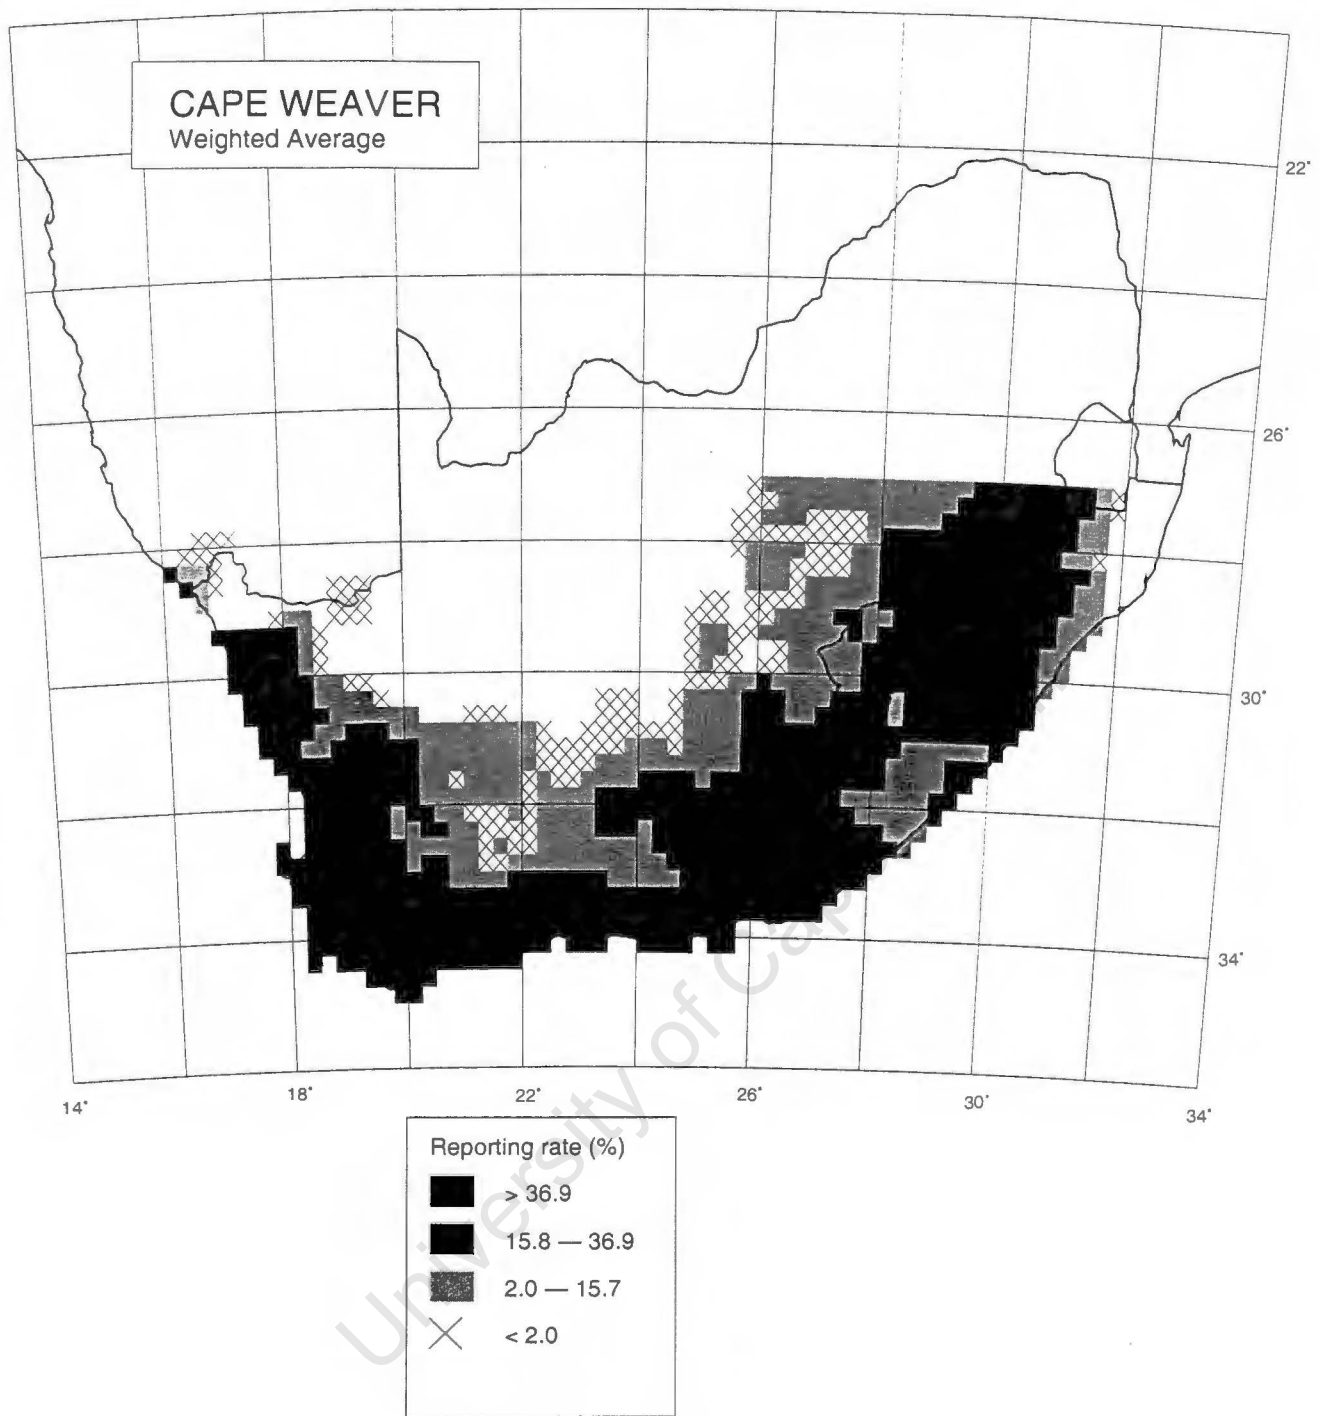 CAPE WEAVER
Weighted Average
22°
26°
30°
34°
14°
18°
22°
26°
30°
34°
University of Cap
Reporting rate (%)
> 36.9
15.8 — 36.9
2.0 — 15.7
< 2.0